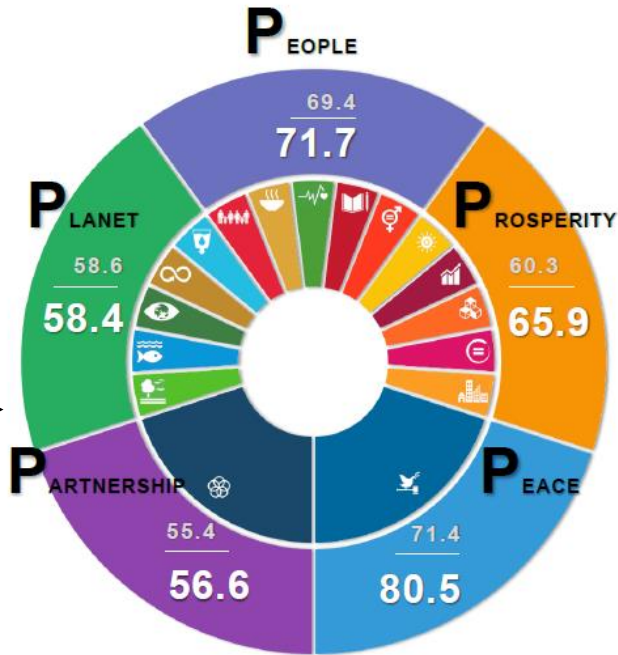 PEOPLE
69.4
71.7
PLANET
58.6
58.4
PROSPERITY
60.3
65.9
PARTNERSHIP
55.4
56.6
PEACE
71.4
80.5